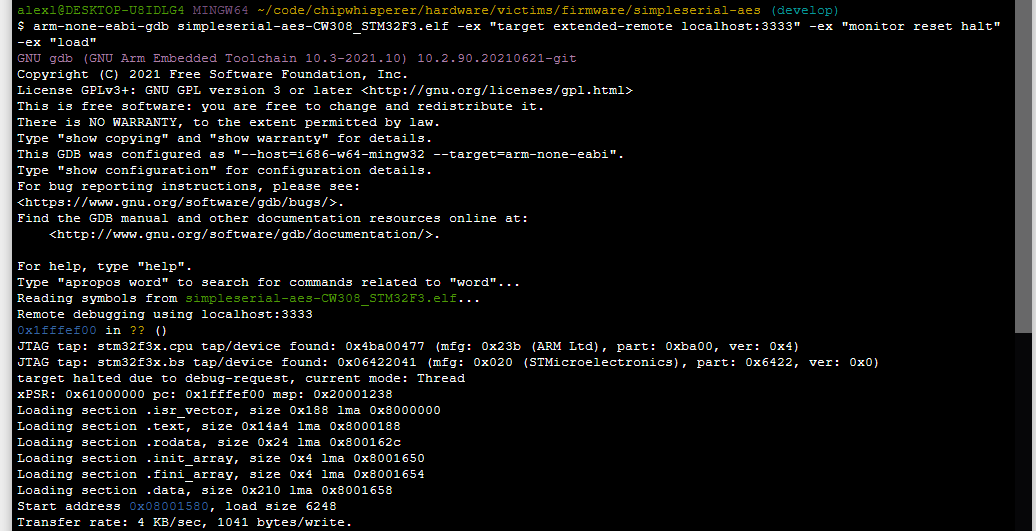 alexl@DESKTOP-U8IDLG4 MINGW64 ~/code/chipwhisperer/hardware/victims/firmware/simpleserial-aes (develop)
$ arm-none-eabi-gdb simpleserial-aes-CW308_STM32F3.elf -ex "target extended-remote localhost:3333" -ex "monitor reset halt"
-ex "load"
GNU gdb (GNU Arm Embedded Toolchain 10.3-2021.10) 10.2.90.20210621-git
Copyright (C) 2021 Free Software Foundation, Inc.
License GPLv3+: GNU GPL version 3 or later <http://gnu.org/licenses/gpl.html>
This is free software: you are free to change and redistribute it.
There is NO WARRANTY, to the extent permitted by law.
Type "show copying" and "show warranty" for details.
This GDB was configured as "--host=i686-w64-mingw32 --target=arm-none-eabi".
Type "show configuration" for configuration details.
For bug reporting instructions, please see:
<https://www.gnu.org/software/gdb/bugs/>.
Find the GDB manual and other documentation resources online at:
    <http://www.gnu.org/software/gdb/documentation/>.

For help, type "help".
Type "apropos word" to search for commands related to "word"...
Reading symbols from simpleserial-aes-CW308_STM32F3.elf...
Remote debugging using localhost:3333
0x1fffef00 in ?? ()
JTAG tap: stm32f3x.cpu tap/device found: 0x4ba00477 (mfg: 0x23b (ARM Ltd), part: 0xba00, ver: 0x4)
JTAG tap: stm32f3x.bs tap/device found: 0x06422041 (mfg: 0x020 (STMicroelectronics), part: 0x6422, ver: 0x0)
target halted due to debug-request, current mode: Thread
xPSR: 0x61000000 pc: 0x1fffef00 msp: 0x20001238
Loading section .isr_vector, size 0x188 lma 0x8000000
Loading section .text, size 0x14a4 lma 0x8000188
Loading section .rodata, size 0x24 lma 0x800162c
Loading section .init_array, size 0x4 lma 0x8001650
Loading section .fini_array, size 0x4 lma 0x8001654
Loading section .data, size 0x210 lma 0x8001658
Start address 0x08001580, load size 6248
Transfer rate: 4 KB/sec, 1041 bytes/write.